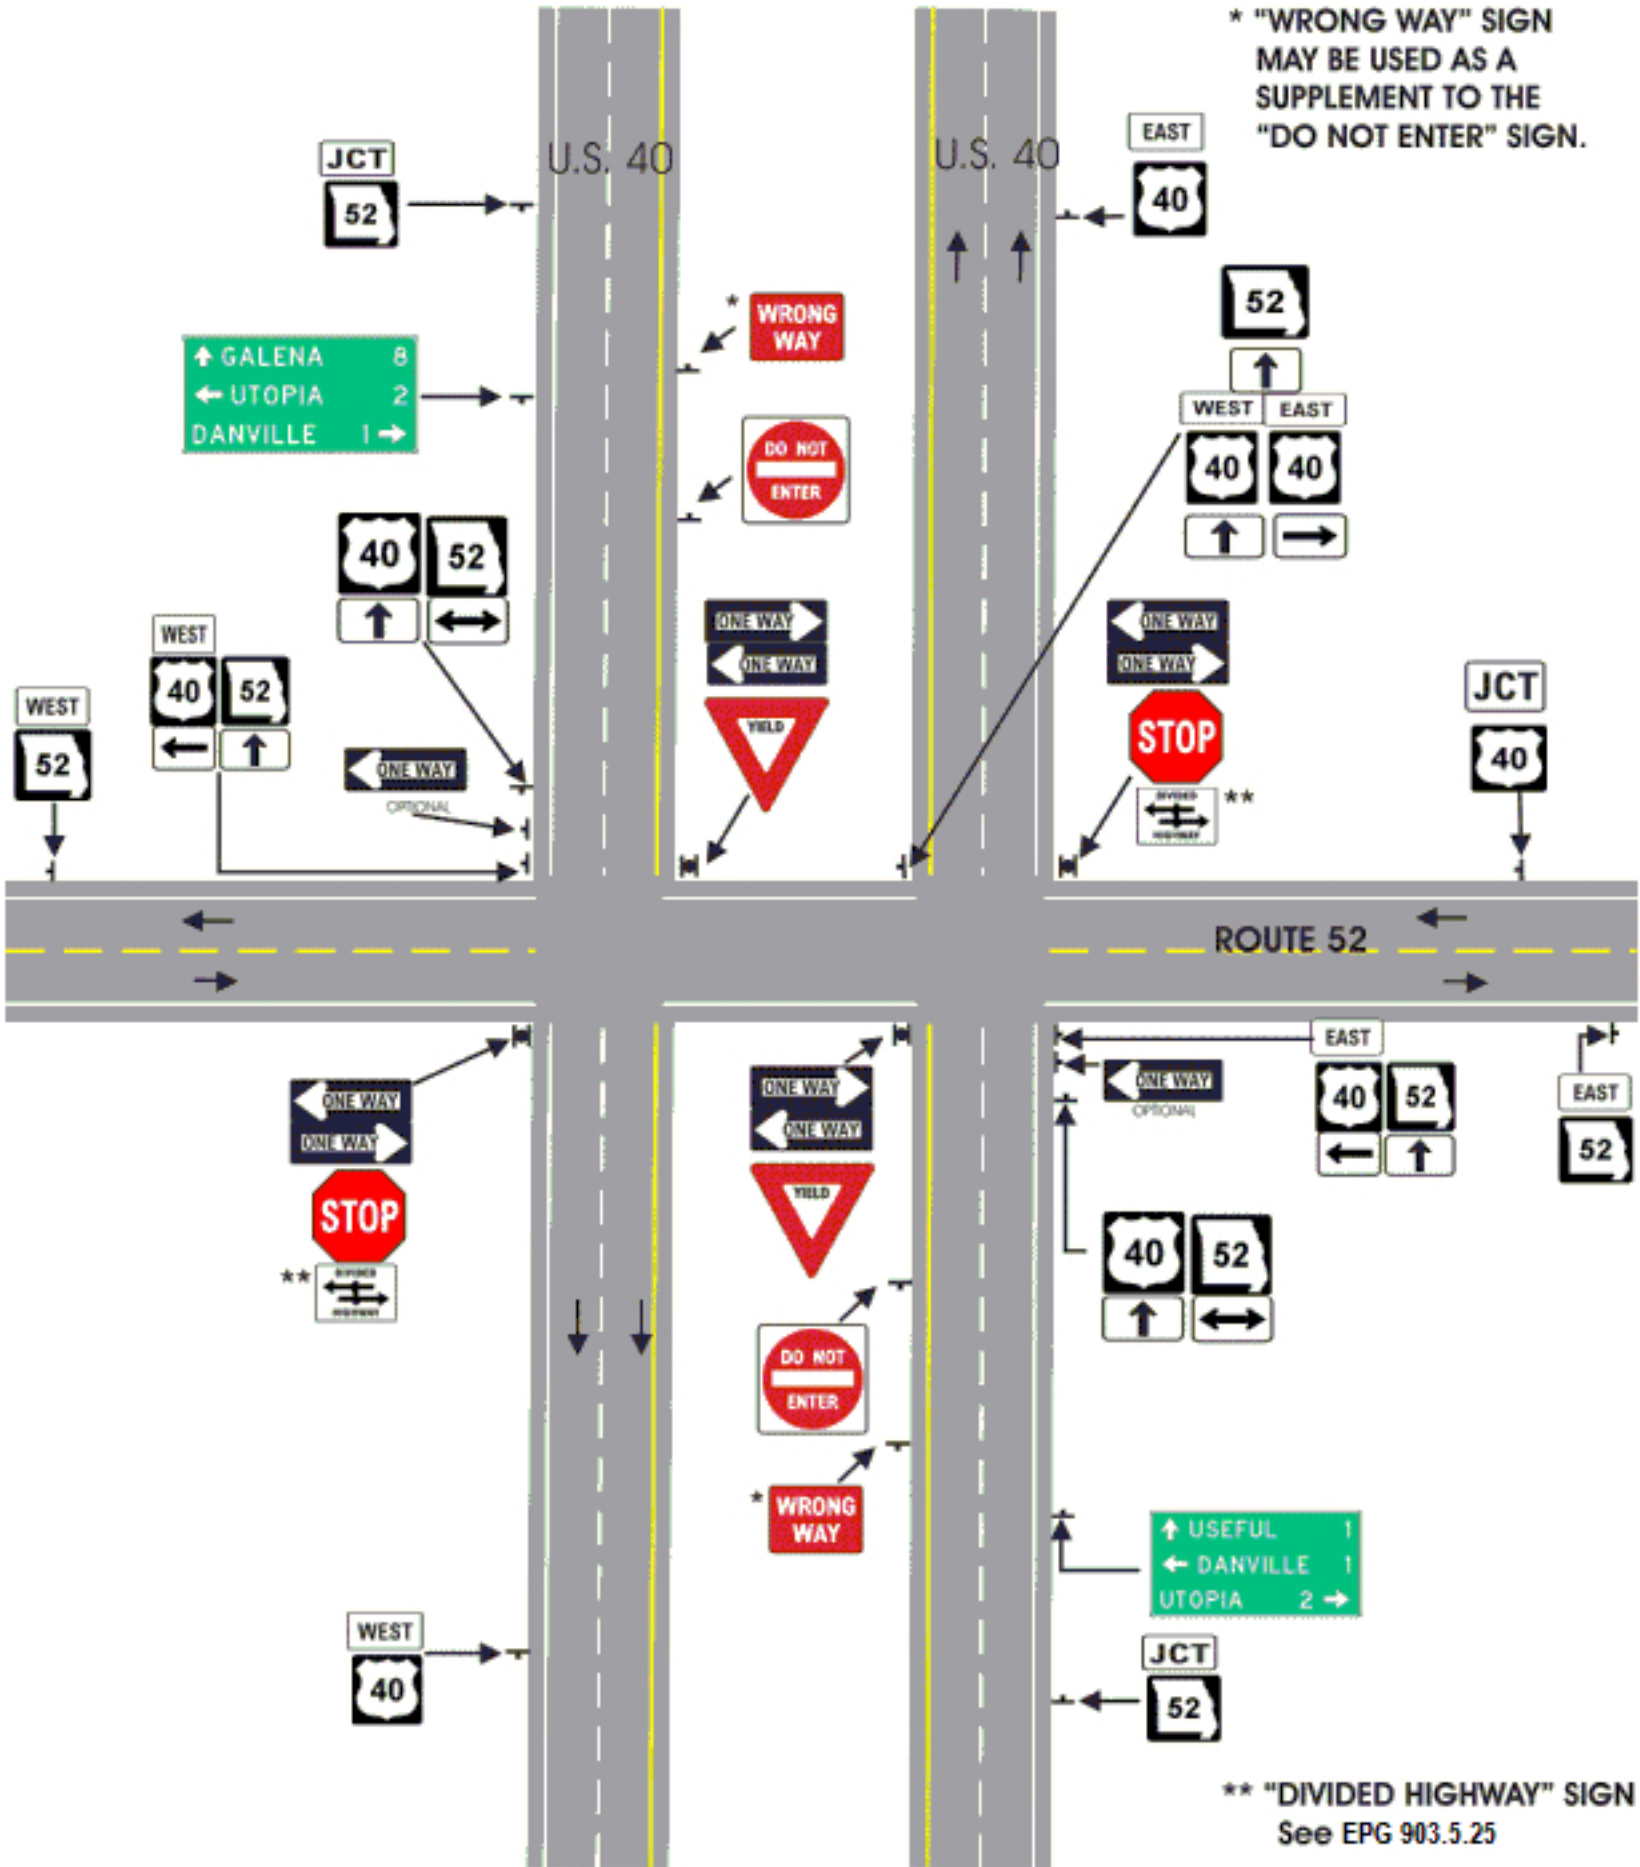 * "WRONG WAY" SIGN
MAY BE USED AS A
SUPPLEMENT TO THE
"DO NOT ENTER" SIGN.
JCT
52
U.S. 40
U.S. 40
EAST
40
WRONG
WAY
*
52
GALENA 8
UTOPIA 2
DANVILLE 1
WEST EAST
40 40
DO NOT
ENTER
40 52
WEST
40 52
WEST
52
ONE WAY
OPTIONAL
ONE WAY
ONE WAY
YIELD
ONE WAY
ONE WAY
STOP
DIVIDED
HIGHWAY
**
JCT
40
ROUTE 52
ONE WAY
ONE WAY
STOP
**
DIVIDED
HIGHWAY
ONE WAY
ONE WAY
YIELD
ONE WAY
OPTIONAL
EAST
40 52
EAST
52
40 52
DO NOT
ENTER
*
WRONG
WAY
USEFUL 1
DANVILLE 1
UTOPIA 2
WEST
40
JCT
52
** "DIVIDED HIGHWAY" SIGN
See EPG 903.5.25